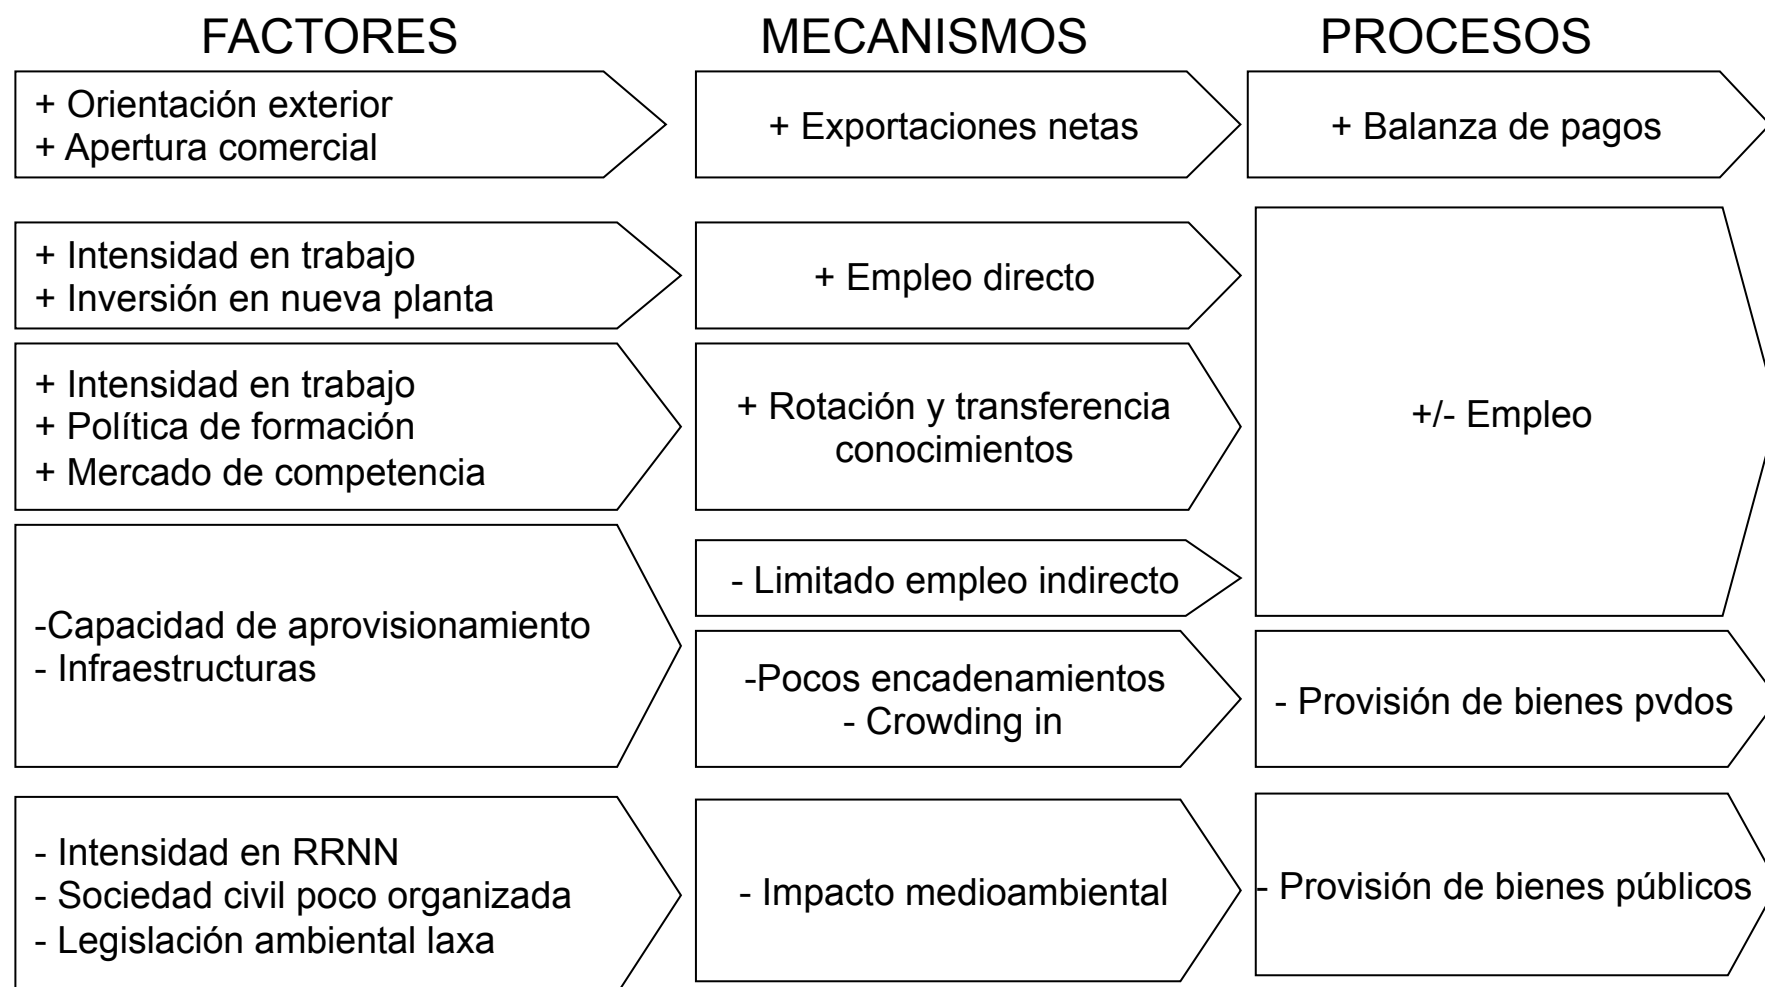 FACTORES
MECANISMOS
PROCESOS
+ Orientación exterior
+ Apertura comercial
+ Exportaciones netas
+ Balanza de pagos
+ Intensidad en trabajo
+ Inversión en nueva planta
+ Empleo directo
+ Intensidad en trabajo
+ Política de formación
+ Mercado de competencia
+ Rotación y transferencia
conocimientos
+/- Empleo
-Capacidad de aprovisionamiento
- Infraestructuras
- Limitado empleo indirecto
-Pocos encadenamientos
- Crowding in
- Provisión de bienes pvdos
- Intensidad en RRNN
- Sociedad civil poco organizada
- Legislación ambiental laxa
- Impacto medioambiental
- Provisión de bienes públicos